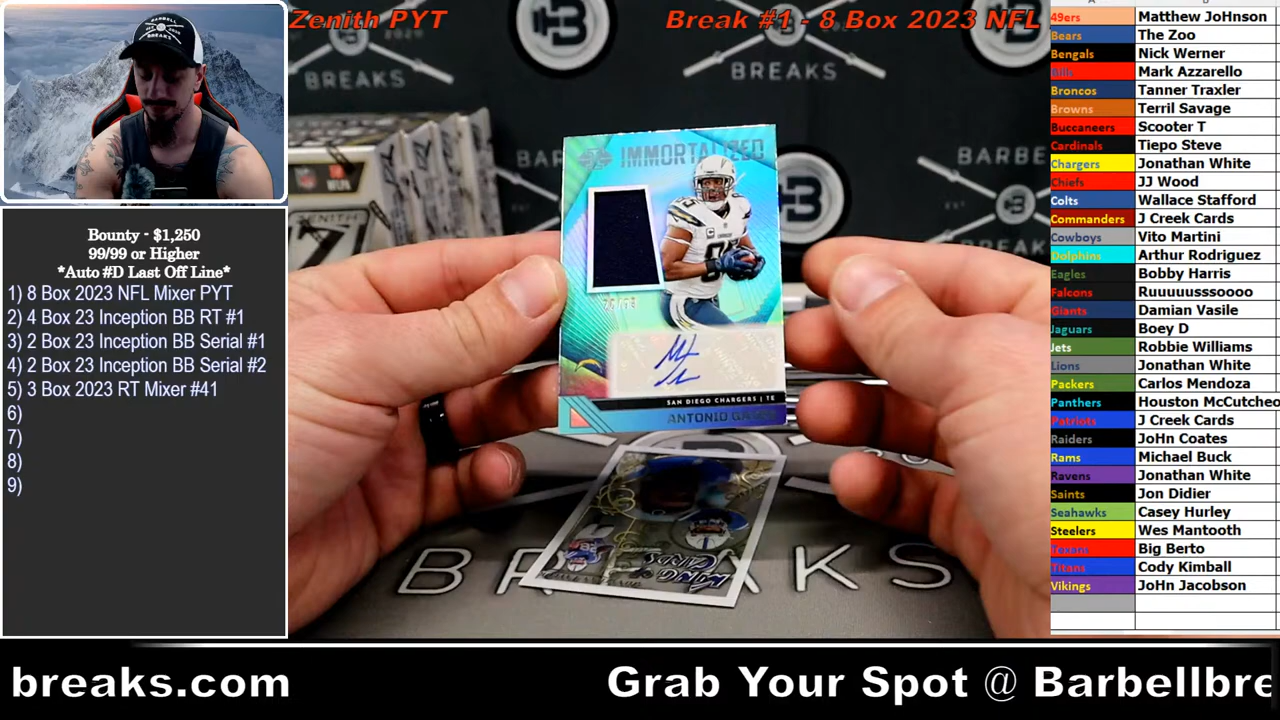 Zenith PYT
Break #1 - 8 Box 2023 NFL
BREAKS
BREAKS
BARBELL
IMMORTALIZED
SAN DIEGO CHARGERS | TE
ANTONIO GATES
KING OF
CARDS
ZENITH
BREAKS
Bounty - $1,250
99/99 or Higher
*Auto #D Last Off Line*
1) 8 Box 2023 NFL Mixer PYT
2) 4 Box 23 Inception BB RT #1
3) 2 Box 23 Inception BB Serial #1
4) 2 Box 23 Inception BB Serial #2
5) 3 Box 2023 RT Mixer #41
6)
7)
8)
9)
49ers Matthew JoHnson
Bears The Zoo
Bengals Nick Werner
Bills Mark Azzarello
Broncos Tanner Traxler
Browns Terril Savage
Buccaneers Scooter T
Cardinals Tiepo Steve
Chargers Jonathan White
Chiefs JJ Wood
Colts Wallace Stafford
Commanders J Creek Cards
Cowboys Vito Martini
Dolphins Arthur Rodriguez
Eagles Bobby Harris
Falcons Ruuuuusssoooo
Giants Damian Vasile
Jaguars Boey D
Jets Robbie Williams
Lions Jonathan White
Packers Carlos Mendoza
Panthers Houston McCutcheo
Patriots J Creek Cards
Raiders JoHn Coates
Rams Michael Buck
Ravens Jonathan White
Saints Jon Didier
Seahawks Casey Hurley
Steelers Wes Mantooth
Texans Big Berto
Titans Cody Kimball
Vikings JoHn Jacobson
breaks.com Grab Your Spot @ Barbellbre